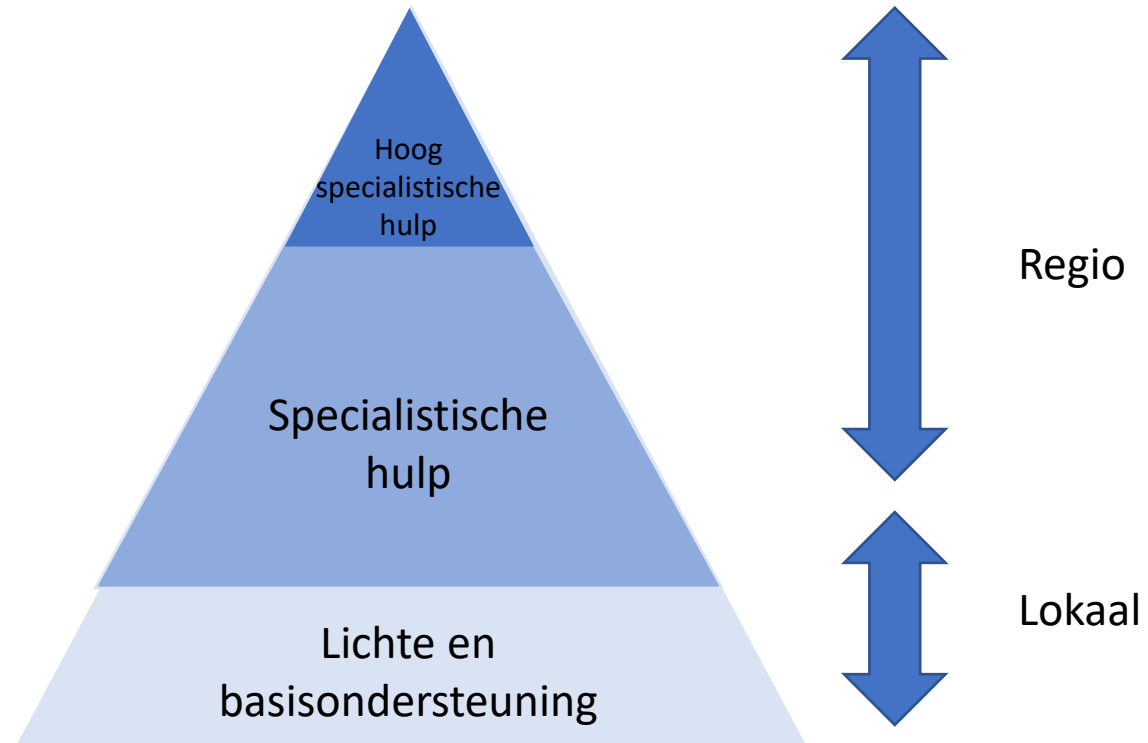 Hoog
specialistische
hulp
Specialistische
hulp
Lichte en
basisondersteuning
Regio
Lokaal